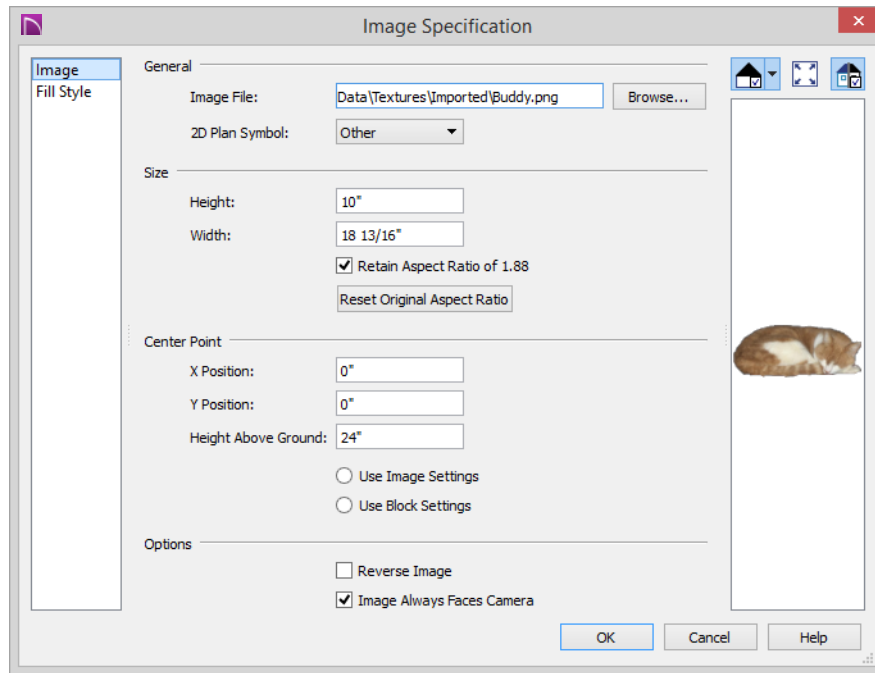 Image Specification
Image
Fill Style
General
Image File: Data\Textures\Imported\Buddy.png Browse...
2D Plan Symbol: Other
Size
Height: 10"
Width: 18 13/16"
Retain Aspect Ratio of 1.88
Reset Original Aspect Ratio
Center Point
X Position: 0"
Y Position: 0"
Height Above Ground: 24"
Use Image Settings
Use Block Settings
Options
Reverse Image
Image Always Faces Camera
OK Cancel Help